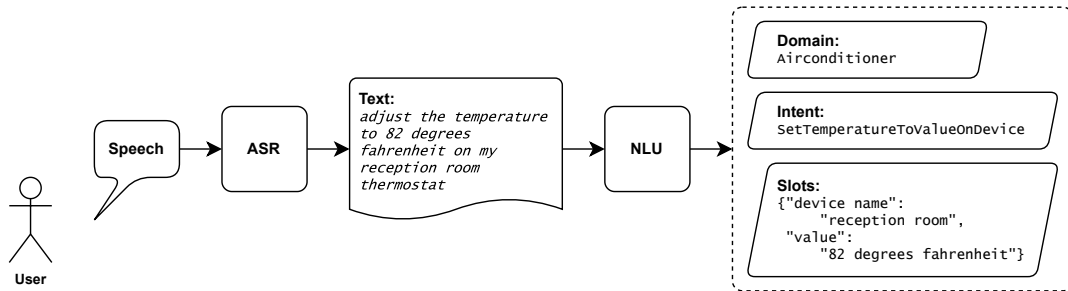 User
Speech
ASR
Text:
adjust the temperature
to 82 degrees
fahrenheit on my
reception room
thermostat
NLU
Domain:
Airconditioner
Intent:
SetTemperatureToValueOnDevice
Slots:
{"device name":
"reception room",
"value":
"82 degrees fahrenheit"}